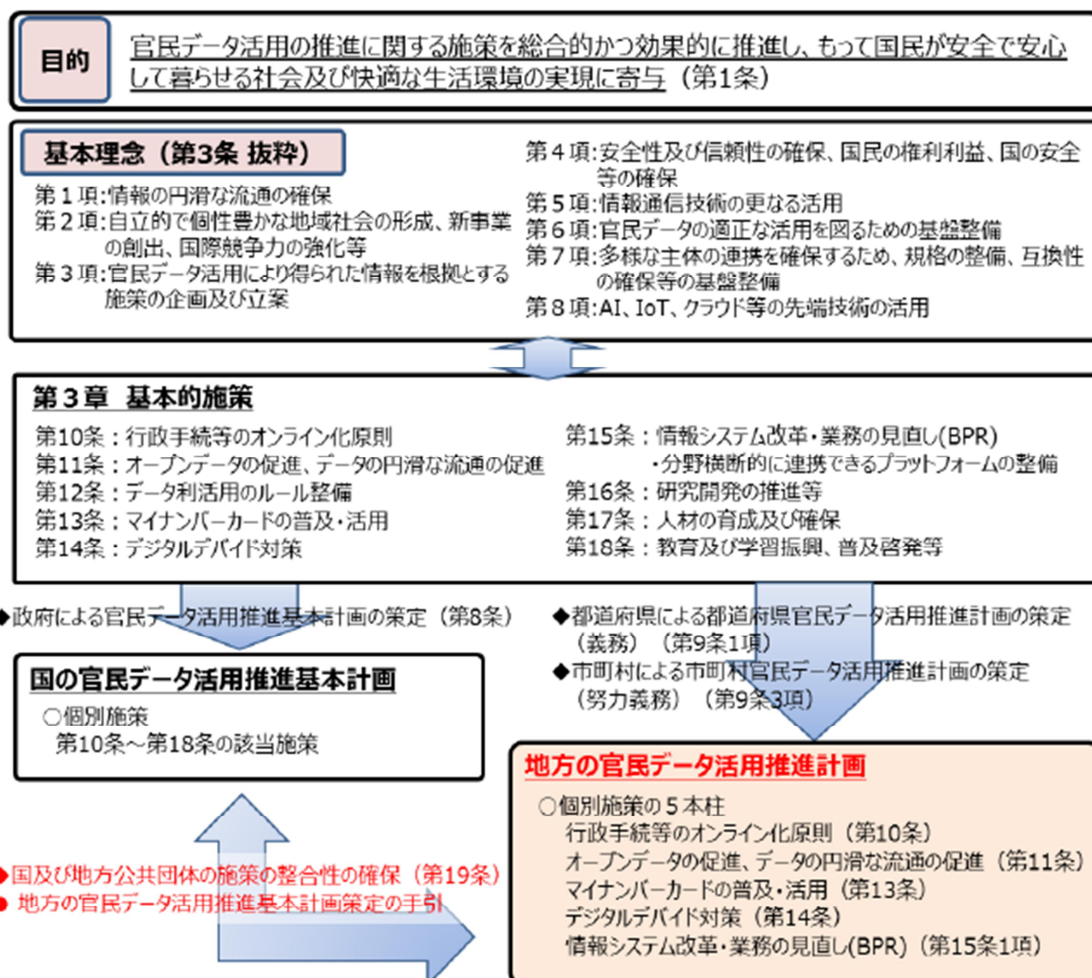 目的
官民データ活用の推進に関する施策を総合的かつ効果的に推進し、もって国民が安全で安心
して暮らせる社会及び快適な生活環境の実現に寄与（第1条）
基本理念（第3条 抜粋）
第１項:情報の円滑な流通の確保
第２項:自立的で個性豊かな地域社会の形成、新事業
の創出、国際競争力の強化等
第３項:官民データ活用により得られた情報を根拠とする
施策の企画及び立案
第４項:安全性及び信頼性の確保、国民の権利利益、国の安全
等の確保
第５項:情報通信技術の更なる活用
第６項:官民データの適正な活用を図るための基盤整備
第７項:多様な主体の連携を確保するため、規格の整備、互換性
の確保等の基盤整備
第８項:AI、IoT、クラウド等の先端技術の活用
第３章 基本的施策
第10条：行政手続等のオンライン化原則
第11条：オープンデータの促進、データの円滑な流通の促進
第12条：データ利活用のルール整備
第13条：マイナンバーカードの普及・活用
第14条：デジタルデバイド対策
第15条：情報システム改革・業務の見直し(BPR)
・分野横断的に連携できるプラットフォームの整備
第16条：研究開発の推進等
第17条：人材の育成及び確保
第18条：教育及び学習振興、普及啓発等
◆政府による官民データ活用推進基本計画の策定（第8条）
◆都道府県による都道府県官民データ活用推進計画の策定
（義務）（第9条1項）
◆市町村による市町村官民データ活用推進計画の策定
（努力義務）（第9条3項）
国の官民データ活用推進基本計画
○個別施策
第10条～第18条の該当施策
地方の官民データ活用推進計画
○個別施策の５本柱
行政手続等のオンライン化原則（第10条）
オープンデータの促進、データの円滑な流通の促進（第11条）
マイナンバーカードの普及・活用（第13条）
デジタルデバイド対策（第14条）
情報システム改革・業務の見直し(BPR)（第15条1項）
◆国及び地方公共団体の施策の整合性の確保（第19条）
● 地方の官民データ活用推進基本計画策定の手引